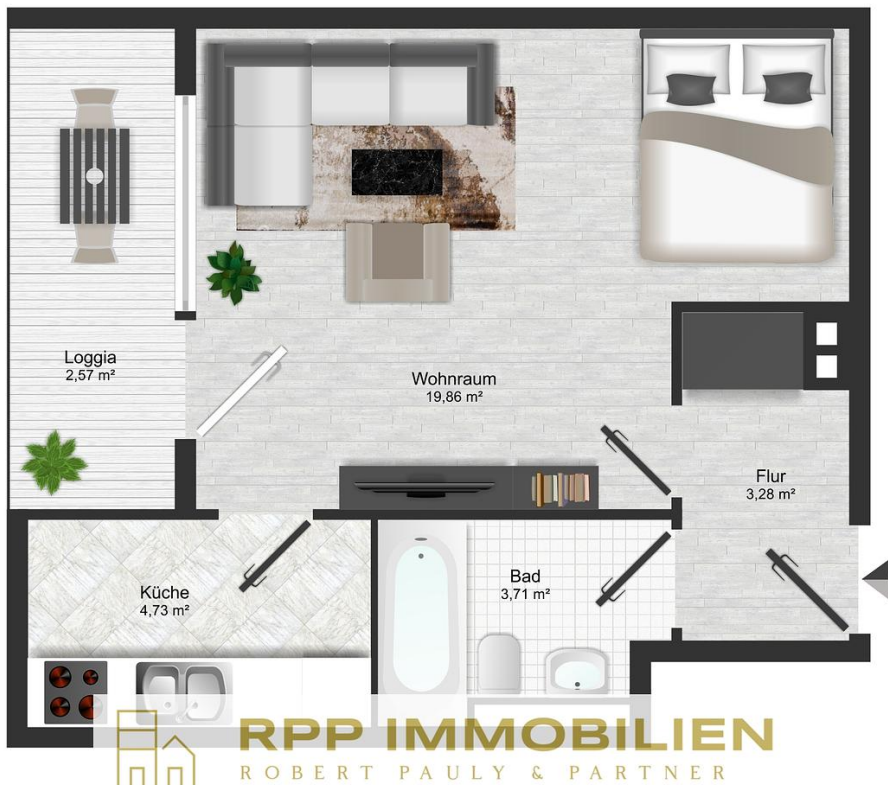 Loggia
2,57 m²
Wohnraum
19,86 m²
Flur
3,28 m²
Küche
4,73 m²
Bad
3,71 m²
RPP IMMOBILIEN
ROBERT PAULY & PARTNER